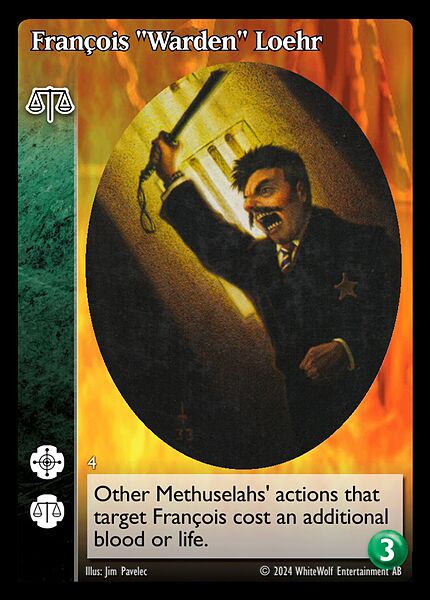 François "Warden" Loehr
4
Other Methuselahs' actions that
target François cost an additional
blood or life.
3
Illus: Jim Pavelec
© 2024 WhiteWolf Entertainment AB